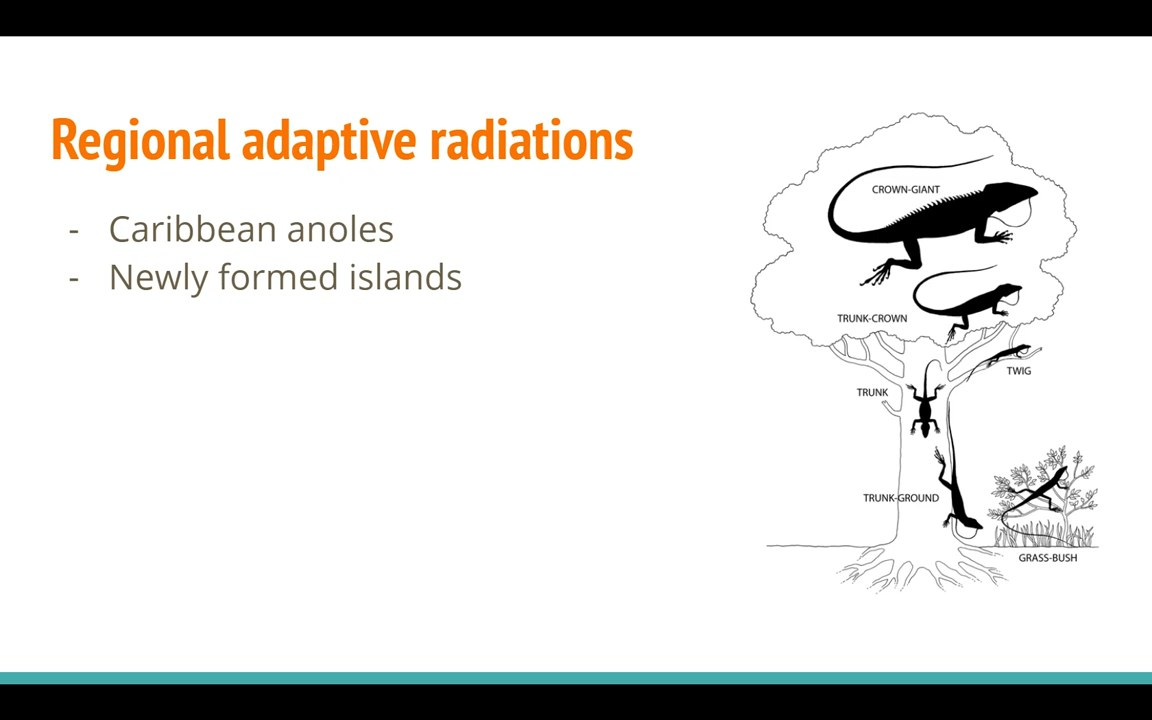 Regional adaptive radiations
- Caribbean anoles
- Newly formed islands
CROWN-GIANT
TRUNK-CROWN
TWIG
TRUNK
TRUNK-GROUND
GRASS-BUSH